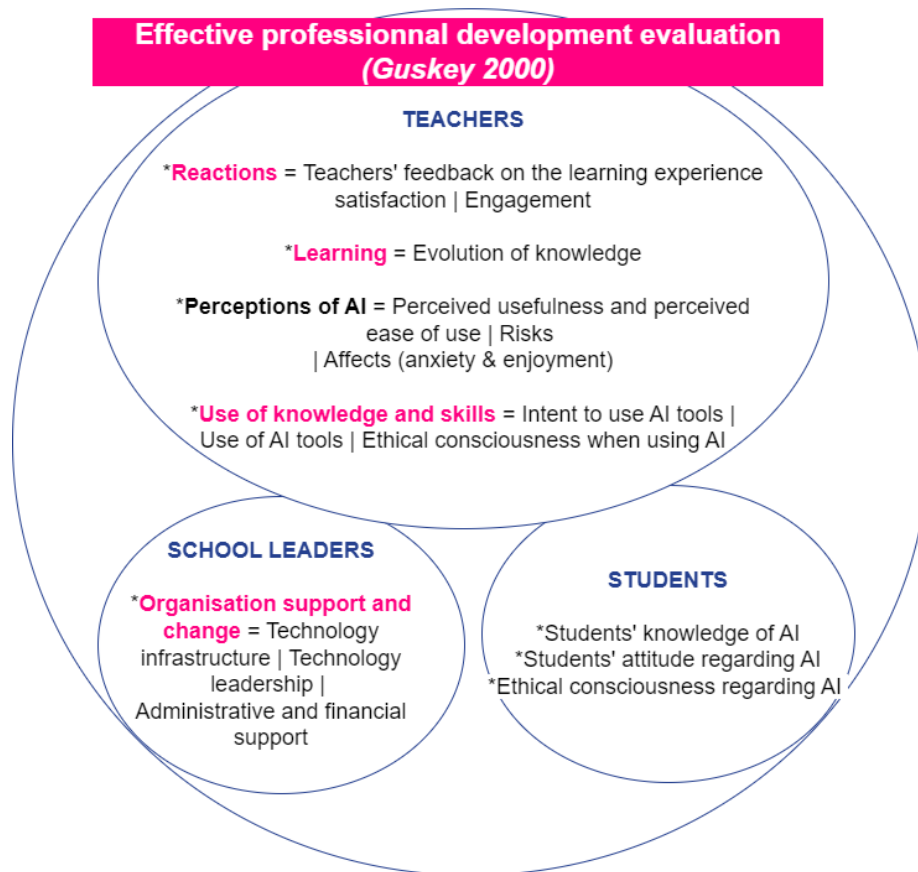 Effective professionnal development evaluation
(Guskey 2000)
TEACHERS
*Reactions = Teachers' feedback on the learning experience
satisfaction | Engagement
*Learning = Evolution of knowledge
*Perceptions of AI = Perceived usefulness and perceived
ease of use | Risks
| Affects (anxiety & enjoyment)
*Use of knowledge and skills = Intent to use AI tools |
Use of AI tools | Ethical consciousness when using AI
SCHOOL LEADERS
*Organisation support and
change = Technology
infrastructure | Technology
leadership |
Administrative and financial
support
STUDENTS
*Students' knowledge of AI
*Students' attitude regarding AI
*Ethical consciousness regarding AI